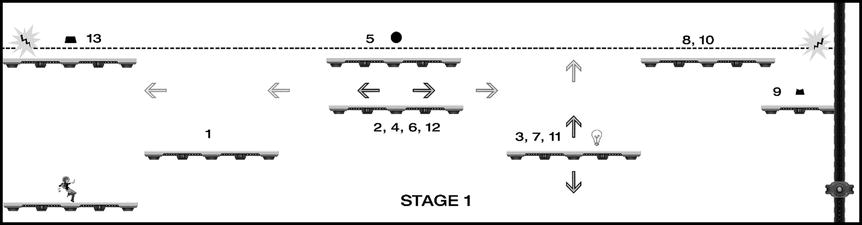 13
5
8, 10
9
2, 4, 6, 12
1
3, 7, 11
STAGE 1